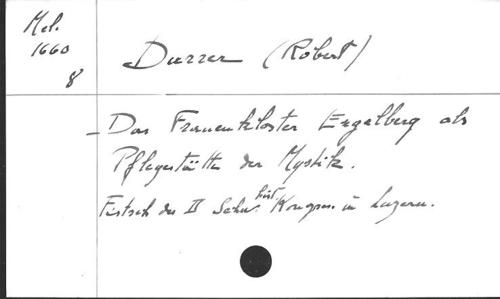 Mel.
1660
8
Durrer (Robert)
- Das Frauenkloster Engelberg als
Pflegestätte der Mystik.
Festsch des II Schw. hist. Kongress in Luzern.